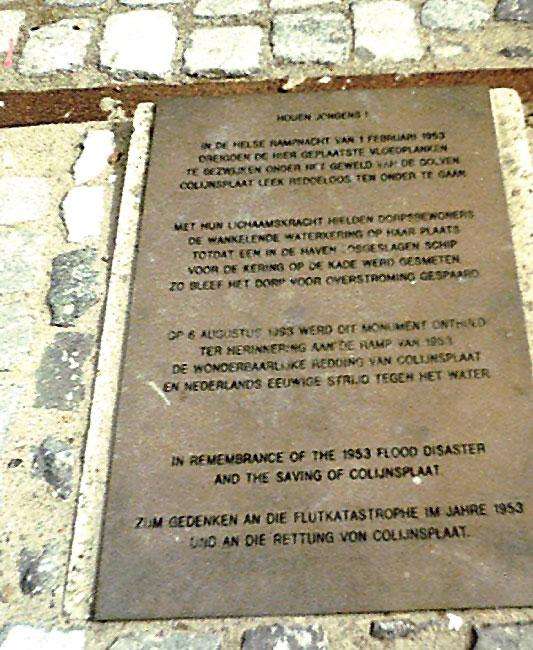 HOUEN JONGENS !
IN DE HELSE RAMPNACHT VAN 1 FEBRUARI 1953
DREIGDEN DE HIER GEPLAATSTE VLOEDPLANKEN
TE BEZWIJKEN ONDER HET GEWELD VAN DE GOLVEN.
COLIJNSPLAAT LEEK REDDELOOS TEN ONDER TE GAAN.
MET HUN LICHAAMSKRACHT HIELDEN DORPSBEWONERS
DE WANKELENDE WATERKERING OP HAAR PLAATS
TOTDAT EEN IN DE HAVEN LOSGESLAGEN SCHIP
VOOR DE KERING OP DE KADE WERD GESMETEN.
ZO BLEEF HET DORP VOOR OVERSTROMING GESPAARD.
OP 6 AUGUSTUS 1993 WERD DIT MONUMENT ONTHULD
TER HERINNERING AAN DE RAMP VAN 1953
DE WONDERBAARLIJKE REDDING VAN COLIJNSPLAAT
EN NEDERLANDS EEUWIGE STRIJD TEGEN HET WATER.
IN REMEMBRANCE OF THE 1953 FLOOD DISASTER
AND THE SAVING OF COLIJNSPLAAT.
ZUM GEDENKEN AN DIE FLUTKATASTROPHE IM JAHRE 1953
UND AN DIE RETTUNG VON COLIJNSPLAAT.